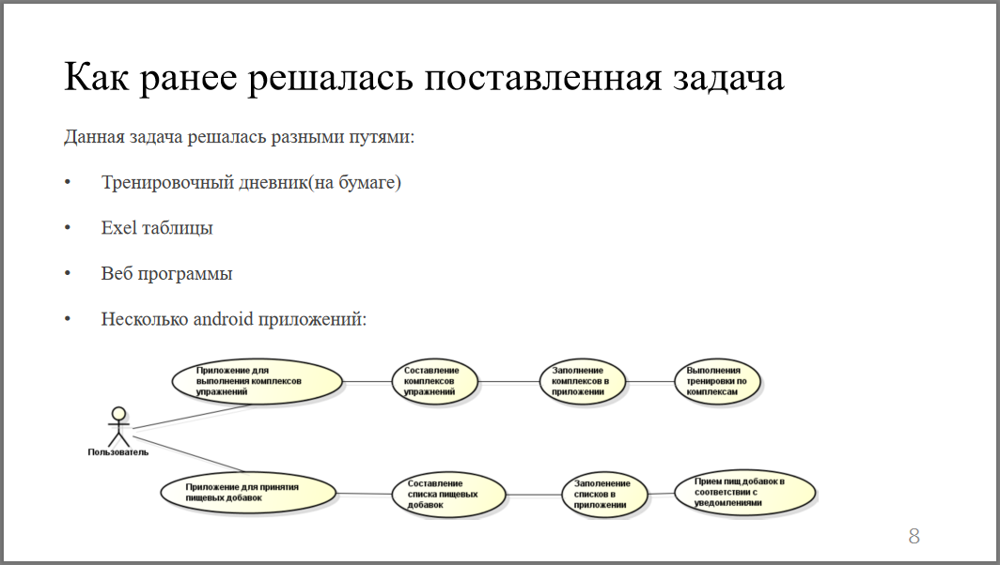 Как ранее решалась поставленная задача
Данная задача решалась разными путями:
• Тренировочный дневник(на бумаге)
• Exel таблицы
• Веб программы
• Несколько android приложений:
Приложение для
выполнения комплексов
упражнений
Составление
комплексов
упражнений
Заполнение
комплексов в
приложении
Выполнения
тренировки по
комплексам
Пользователь
Приложение для принятия
пищевых добавок
Составление
списка пищевых
добавок
Заполенение
списков в
приложении
Прием пищ добавок в
соответствии с
уведомлениями
8